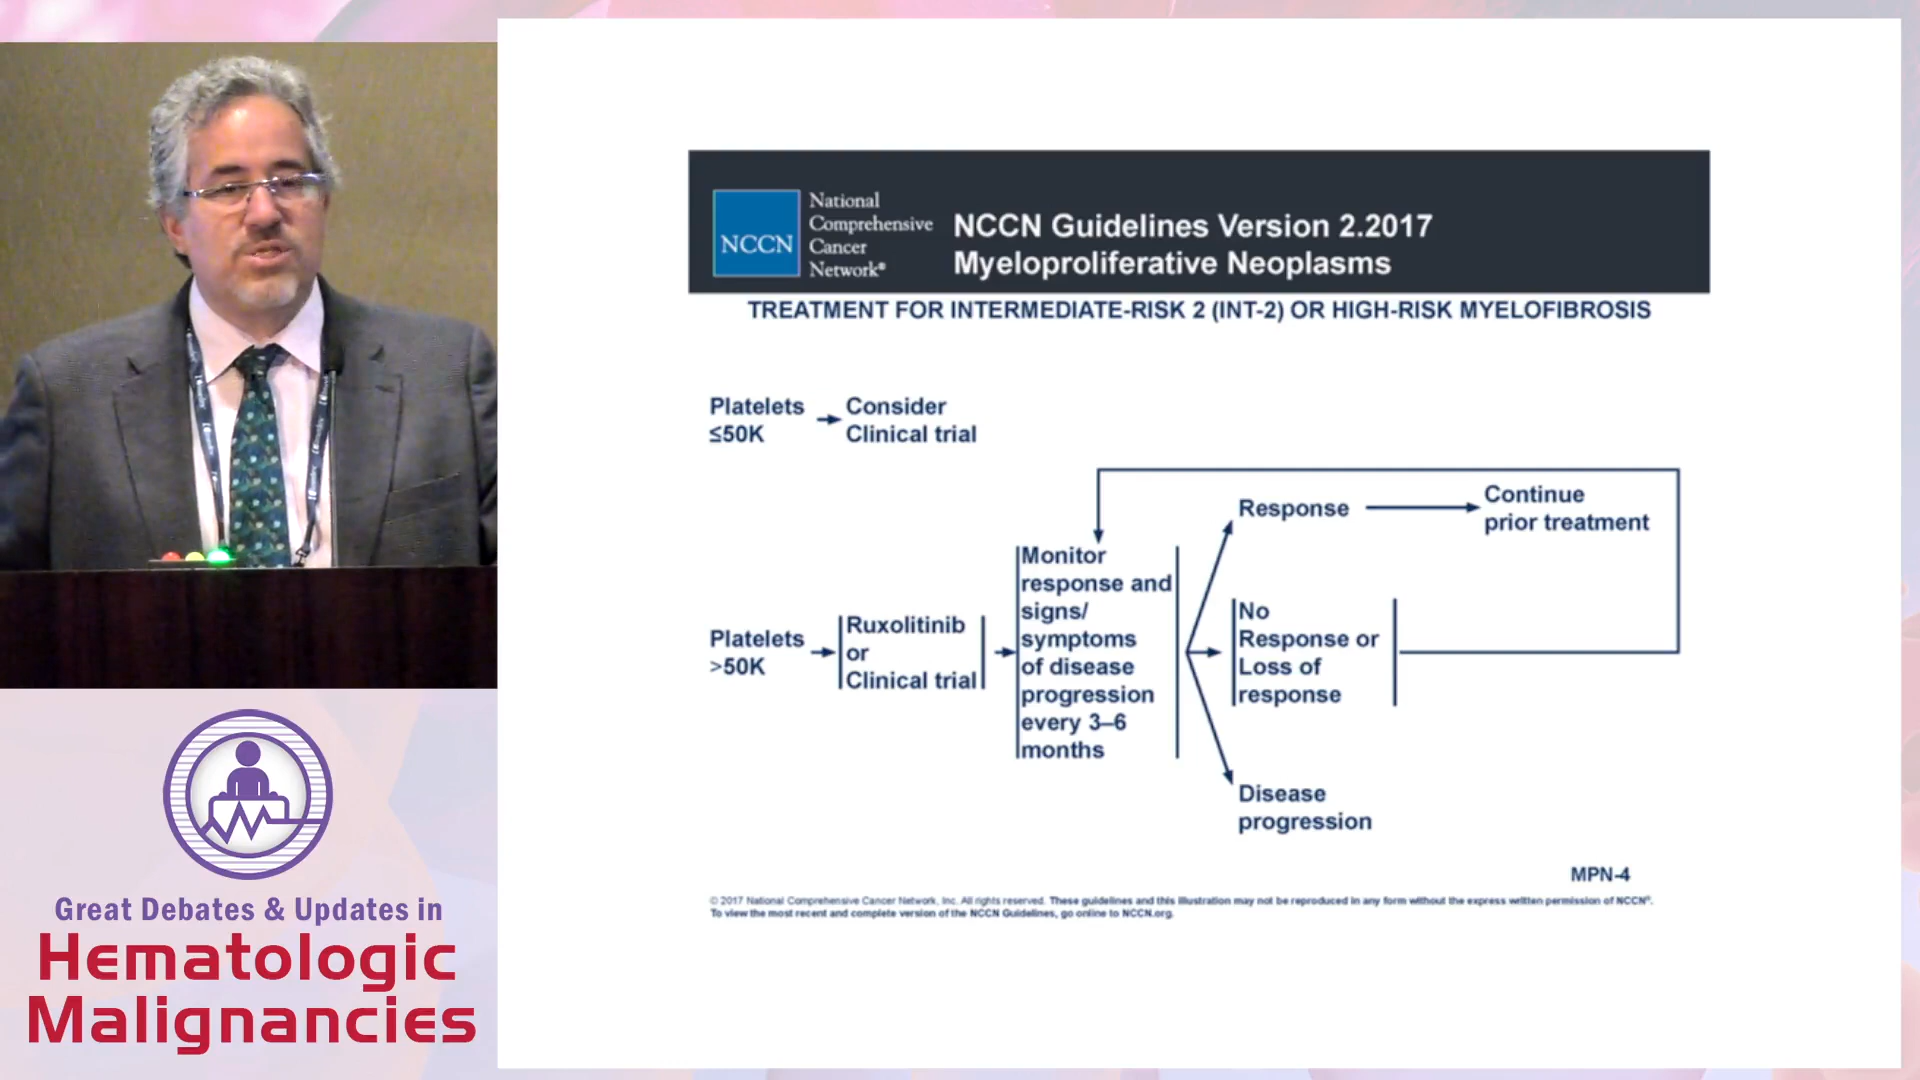 NCCN
National
Comprehensive
Cancer
Network®
NCCN Guidelines Version 2.2017
Myeloproliferative Neoplasms
TREATMENT FOR INTERMEDIATE-RISK 2 (INT-2) OR HIGH-RISK MYELOFIBROSIS
Platelets
≤50K
Consider
Clinical trial
Platelets
>50K
Ruxolitinib
or
Clinical trial
Monitor
response and
signs/
symptoms
of disease
progression
every 3–6
months
Response
Continue
prior treatment
No
Response or
Loss of
response
Disease
progression
MPN-4
© 2017 National Comprehensive Cancer Network, Inc. All rights reserved. These guidelines and this illustration may not be reproduced in any form without the express written permission of NCCN®.
To view the most recent and complete version of the NCCN Guidelines, go online to NCCN.org.
Great Debates & Updates in
Hematologic
Malignancies